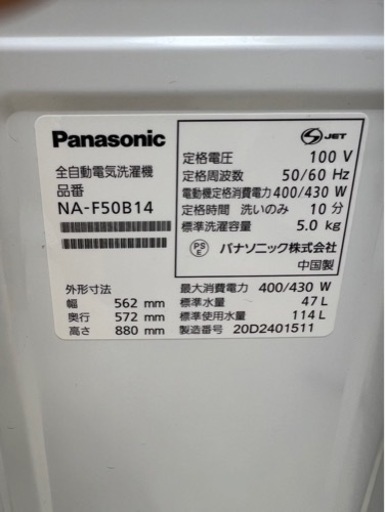 Panasonic
全自動電気洗濯機
品番
NA-F50B14
外形寸法
幅 562 mm
奥行 572 mm
高さ 880 mm
S JET
定格電圧 100 V
定格周波数 50/60 Hz
電動機定格消費電力 400/430 W
定格時間 洗いのみ 10 分
標準洗濯容量 5.0 kg
PS E パナソニック株式会社
中国製
最大消費電力 400/430 W
標準水量 47 L
標準使用水量 114 L
製造番号 20D2401511